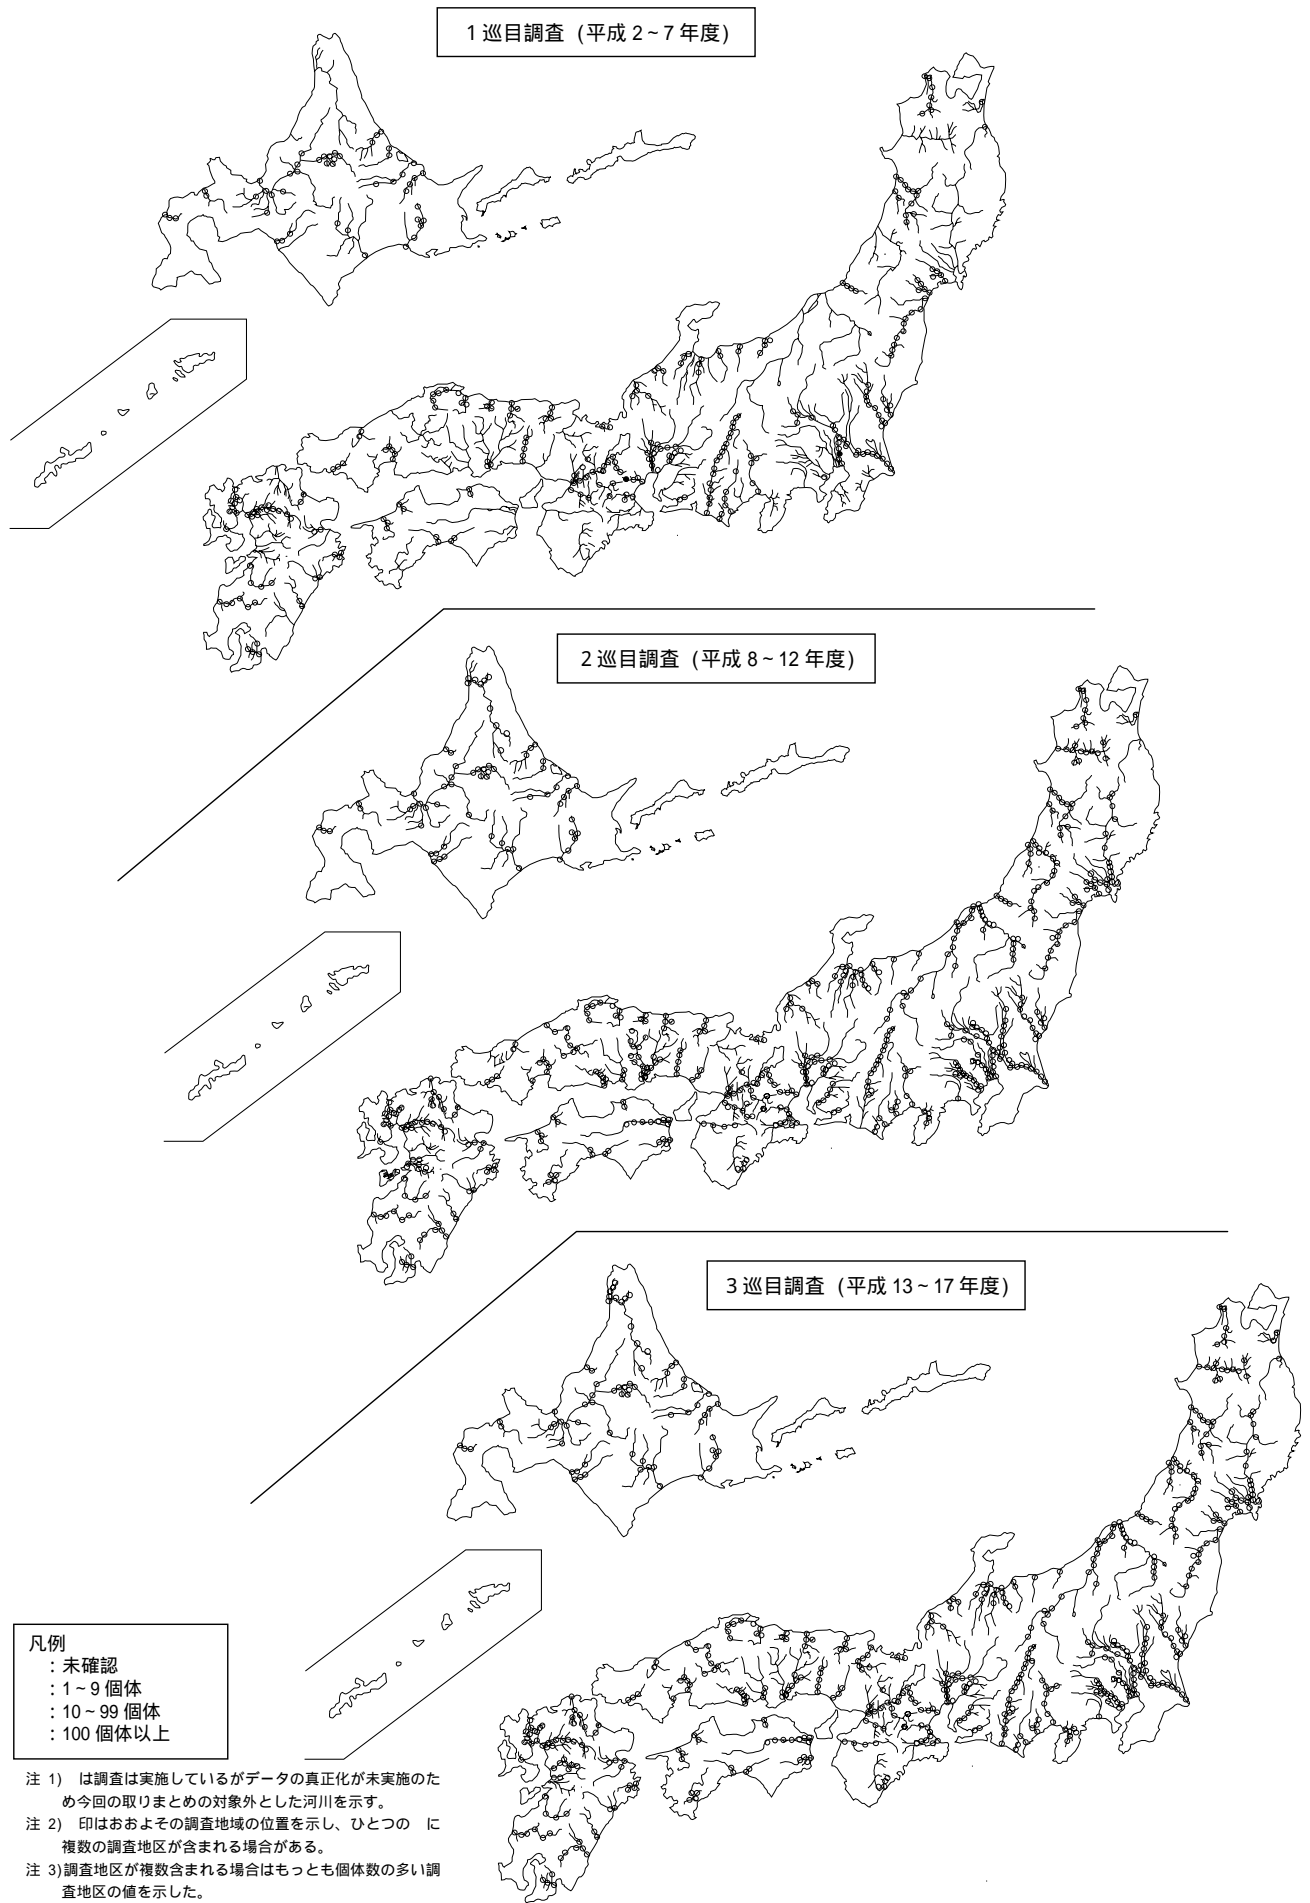 1巡目調査 (平成 2~7 年度)
2巡目調査 (平成 8~12 年度)
3巡目調査 (平成 13~17 年度)
凡例
: 未確認
: 1~9 個体
: 10~99 個体
: 100 個体以上
注 1) は調査は実施しているがデータの真正化が未実施のた
め今回の取りまとめの対象外とした河川を示す。
注 2) 印はおおよその調査地域の位置を示し、ひとつの に
複数の調査地区が含まれる場合がある。
注 3)調査地区が複数含まれる場合はもっとも個体数の多い調
査地区の値を示した。